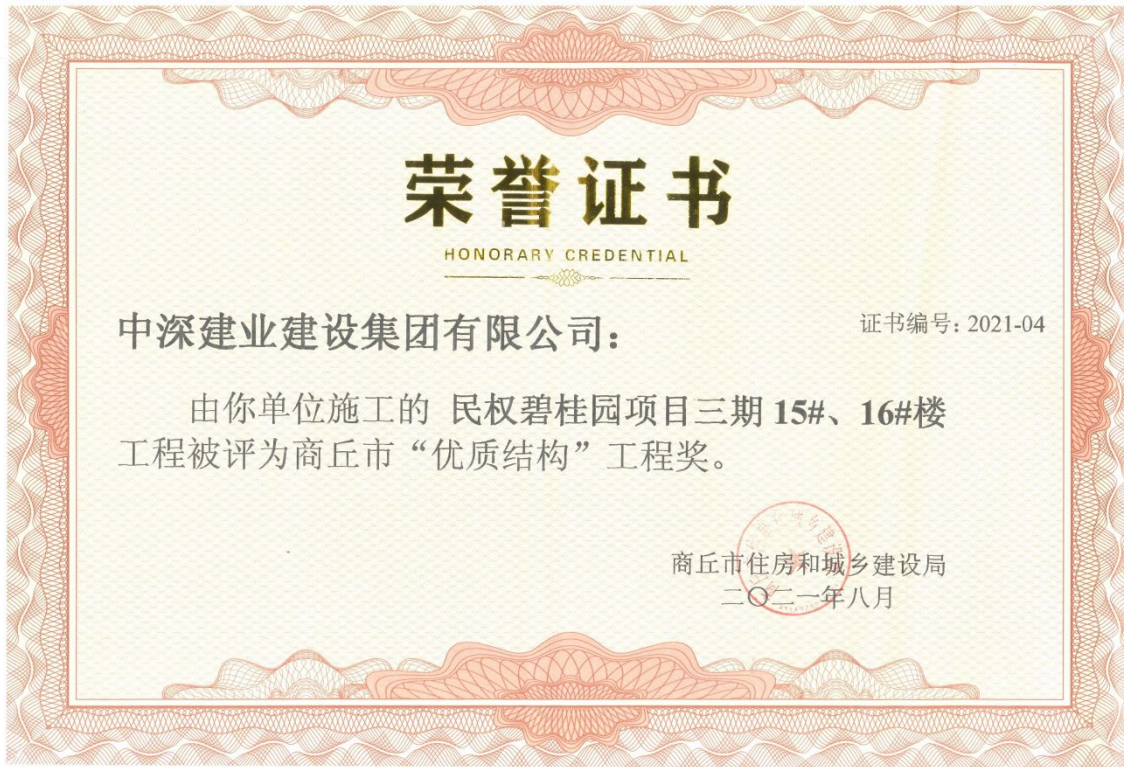 荣誉证书
HONORARY CREDENTIAL
中深建业建设集团有限公司：
证书编号：2021-04
由你单位施工的 民权碧桂园项目三期 15#、16#楼
工程被评为商丘市“优质结构”工程奖。
商丘市住房和城乡建设局
二〇二一年八月